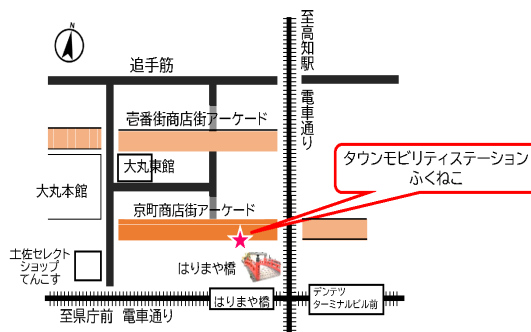 N
至高知駅
追手筋
電車通り
壱番街商店街アーケード
タウンモビリティステーション
ふくねこ
大丸東館
大丸本館
京町商店街アーケード
土佐セレクト
ショップ
てんこす
はりまや橋
はりまや橋
デンテツ
ターミナルビル前
至県庁前 電車通り